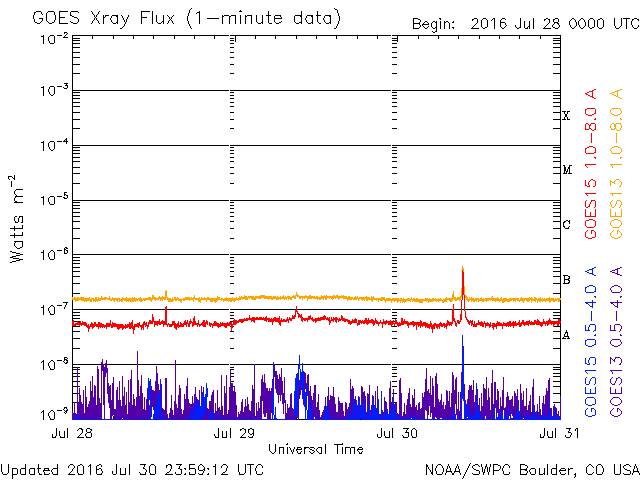 GOES Xray Flux (1-minute data)
Begin: 2016 Jul 28 0000 UTC
10⁻²
10⁻³
10⁻⁴
10⁻⁵
10⁻⁶
10⁻⁷
10⁻⁸
10⁻⁹
Watts m⁻²
X
M
C
B
A
GOES15 1.0-8.0 A
GOES13 1.0-8.0 A
GOES15 0.5-4.0 A
GOES13 0.5-4.0 A
Jul 28
Jul 29
Jul 30
Jul 31
Universal Time
Updated 2016 Jul 30 23:59:12 UTC
NOAA/SWPC Boulder, CO USA